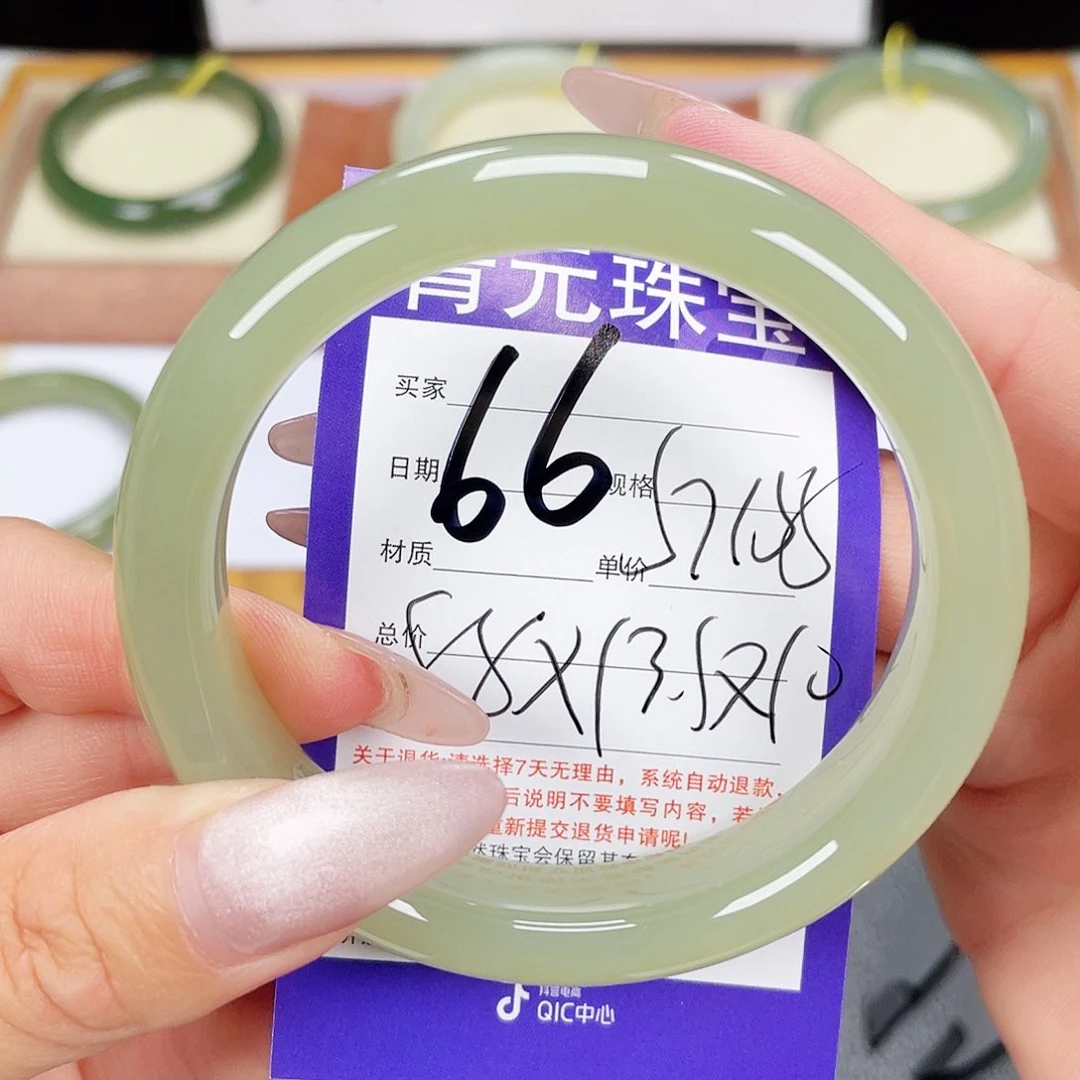 元珠宝
买家
66
日期
规格
材质
单价
总价
58X13.5X10
关于退货:请选择7天无理由，系统自动退款，
后说明不要填写内容，若
重新提交退货申请呢!
然珠宝会保留其
抖音电商
QIC中心